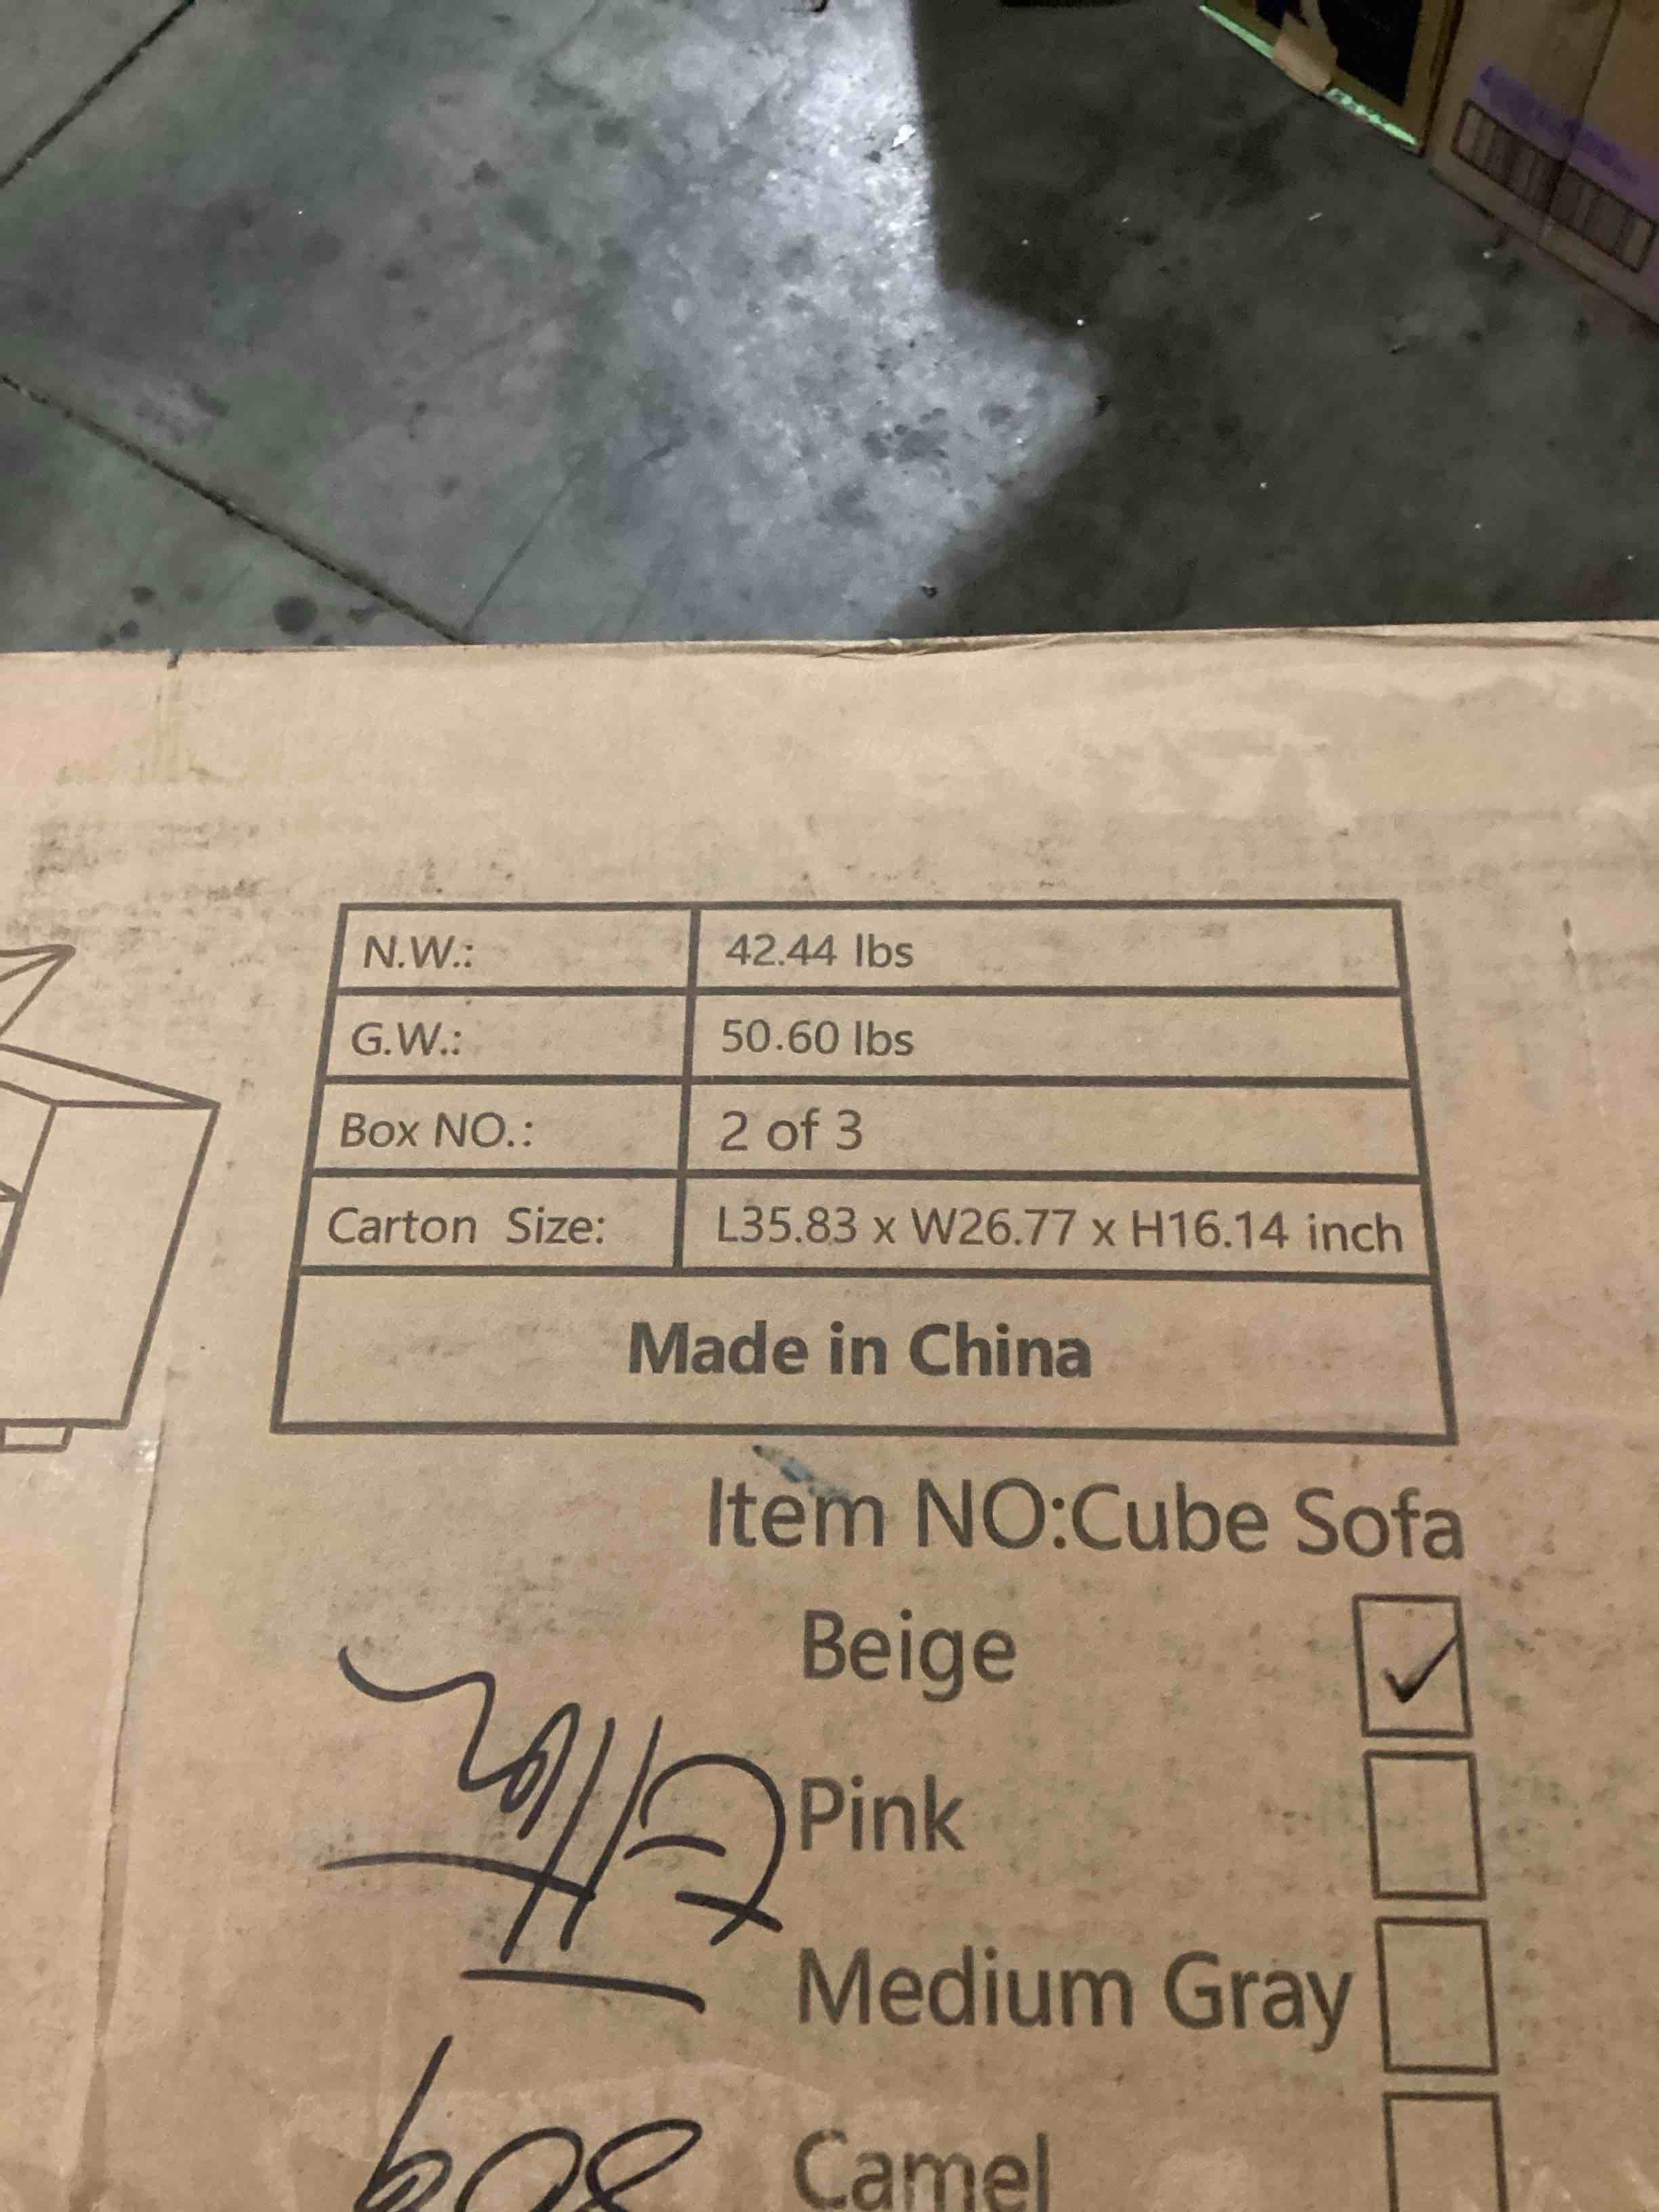 N.W.: 42.44 lbs
G.W.: 50.60 lbs
Box NO.: 2 of 3
Carton Size: L35.83 x W26.77 x H16.14 inch
Made in China
Item NO:Cube Sofa
Beige
Pink
Medium Gray
Camel